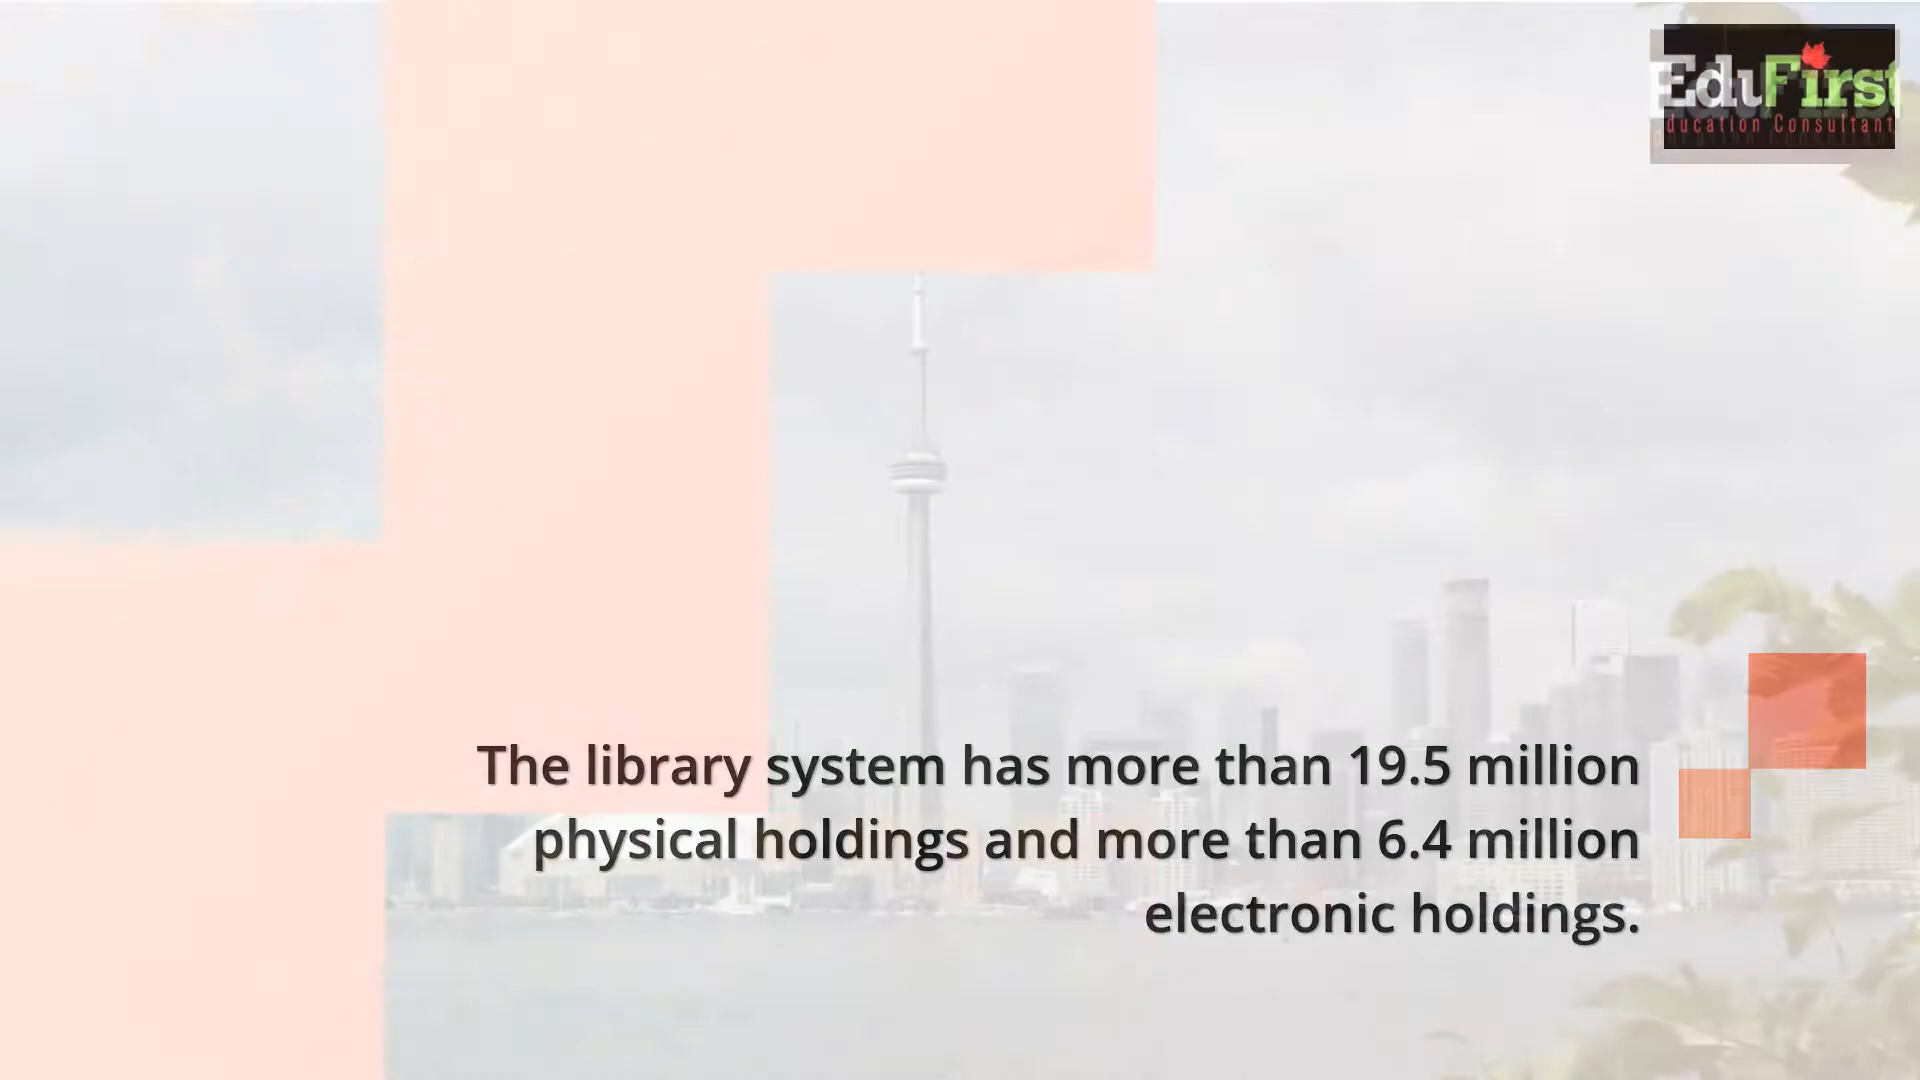 EduFirst
ducation Consultant
The library system has more than 19.5 million
physical holdings and more than 6.4 million
electronic holdings.